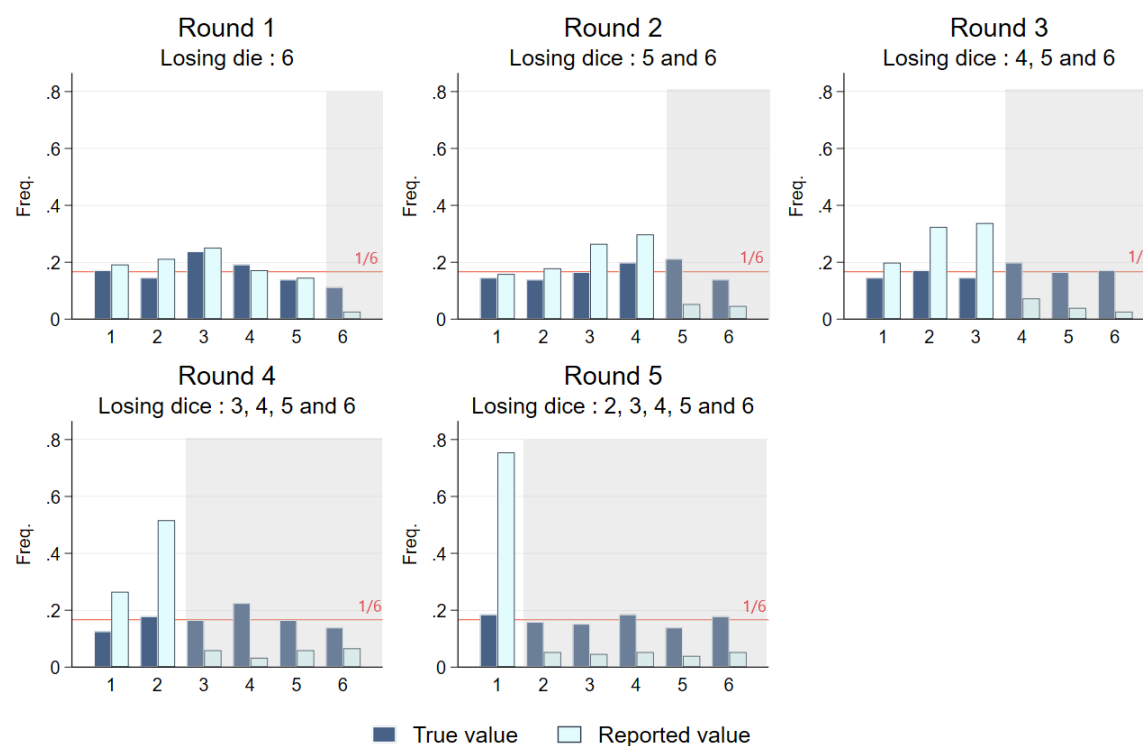 Round 1
Losing die : 6
Round 2
Losing dice : 5 and 6
Round 3
Losing dice : 4, 5 and 6
.8
.6
.4
.2
0
Freq.
1/6
1 2 3 4 5 6
.8
.6
.4
.2
0
Freq.
1/6
1 2 3 4 5 6
.8
.6
.4
.2
0
Freq.
1/
1 2 3 4 5 6
Round 4
Losing dice : 3, 4, 5 and 6
Round 5
Losing dice : 2, 3, 4, 5 and 6
.8
.6
.4
.2
0
Freq.
1/6
1 2 3 4 5 6
.8
.6
.4
.2
0
Freq.
1/6
1 2 3 4 5 6
True value Reported value